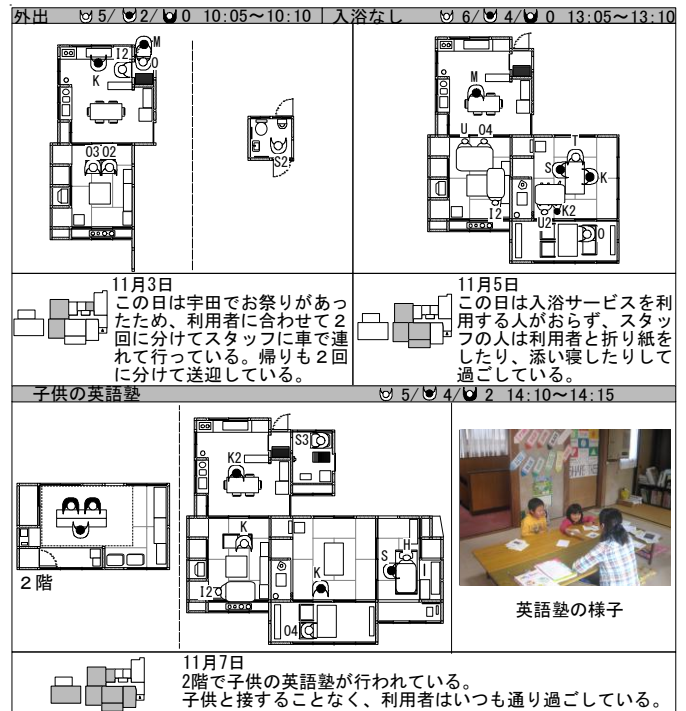 外出 5/ 2/ 0 10:05～10:10
入浴なし 6/ 4/ 0 13:05～13:10
M
I2
O
K
O3 O2
S2
M
U O4
T
S
K
I2
K2
U2
O
11月3日
この日は宇田でお祭りがあっ
たため、利用者に合わせて２
回に分けてスタッフに車で連
れて行っている。帰りも２回
に分けて送迎している。
11月5日
この日は入浴サービスを利
用する人がおらず、スタッ
フの人は利用者と折り紙を
したり、添い寝したりして
過ごしている。
子供の英語塾 5/ 4/ 2 14:10～14:15
S3
K2
K
H
S
I2
K
O4
２階
英語塾の様子
11月7日
2階で子供の英語塾が行われている。
子供と接することなく、利用者はいつも通り過ごしている。